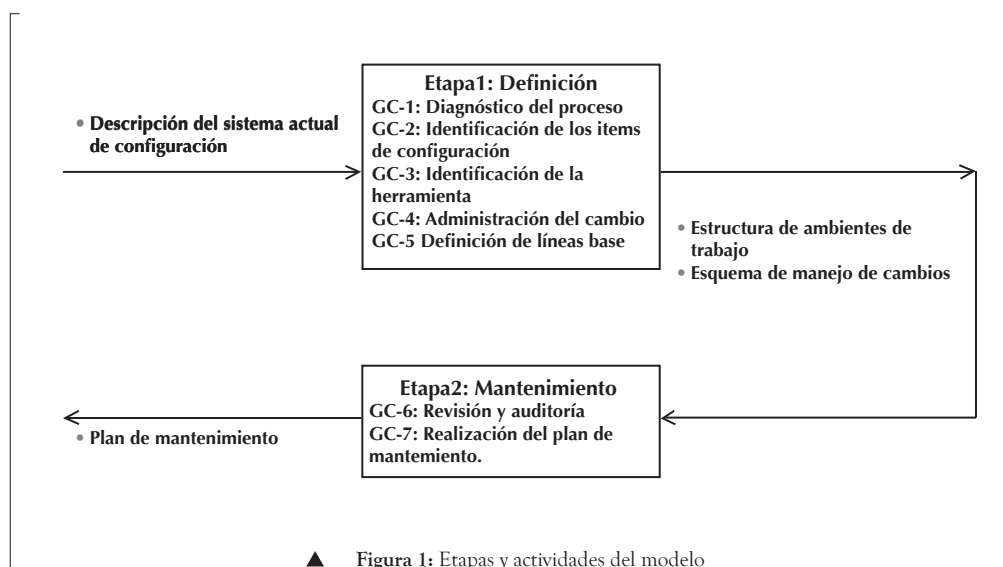 Etapa1: Definición
GC-1: Diagnóstico del proceso
GC-2: Identificación de los items
de configuración
GC-3: Identificación de la
herramienta
GC-4: Administración del cambio
GC-5 Definición de líneas base
• Descripción del sistema actual
de configuración
• Estructura de ambientes de
trabajo
• Esquema de manejo de cambios
Etapa2: Mantenimiento
GC-6: Revisión y auditoría
GC-7: Realización del plan de
mantemiento.
• Plan de mantenimiento
▲ Figura 1: Etapas y actividades del modelo